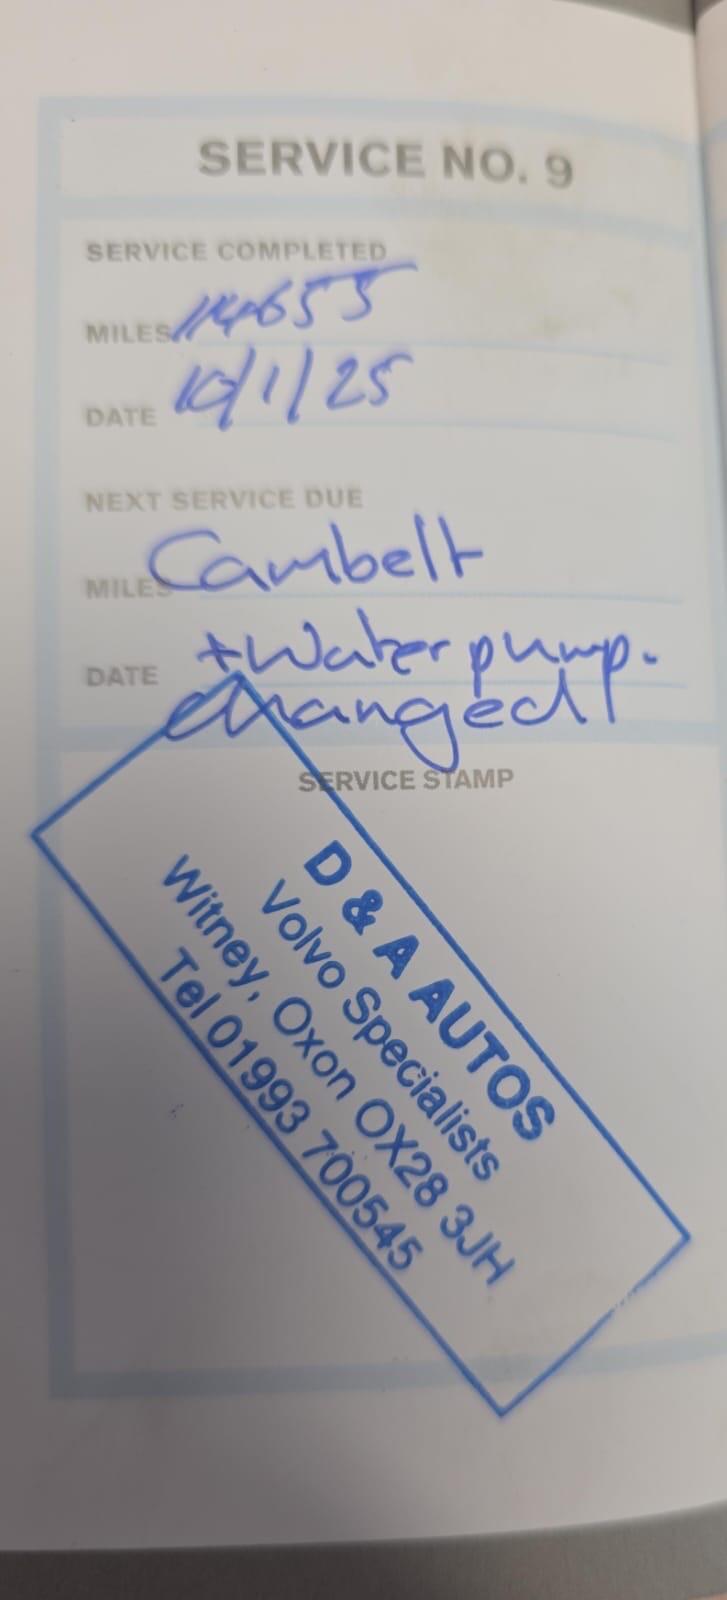 SERVICE NO. 9
SERVICE COMPLETED
MILES 114655
DATE 10/1/25
NEXT SERVICE DUE
MILES Cambelt
DATE + Water pump.
changed
SERVICE STAMP
D & A AUTOS
Volvo Specialists
Witney, Oxon OX28 3JH
Tel 01993 700545